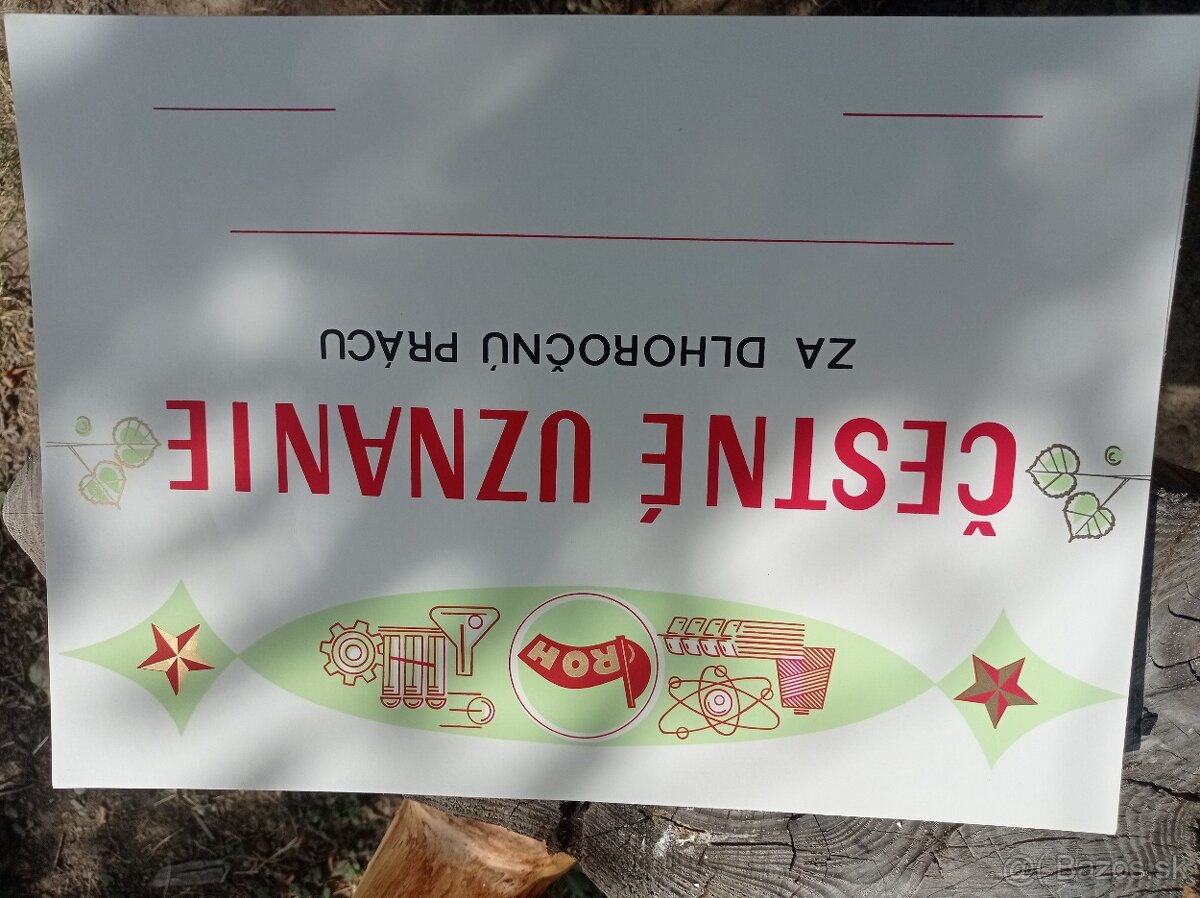 ROH
ČESTNÉ UZNANIE
ZA DLHOROČNÚ PRÁCU
Bazos.sk